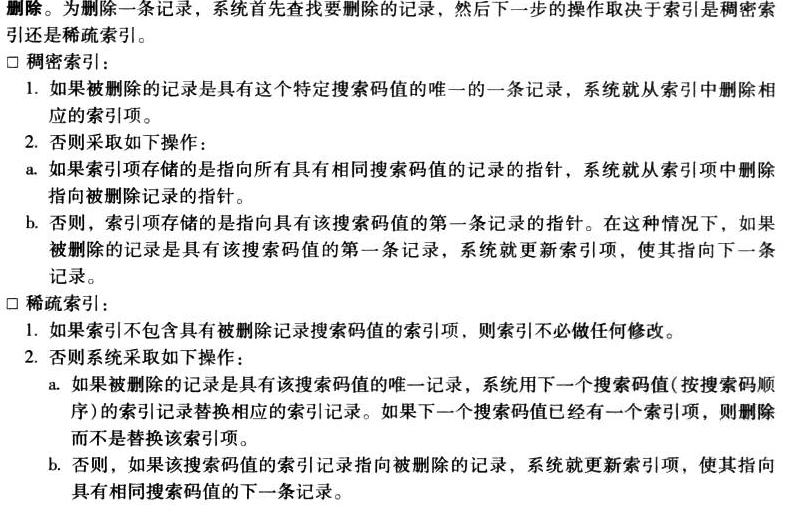 删除。为删除一条记录，系统首先查找要删除的记录，然后下一步的操作取决于索引是稠密索
引还是稀疏索引。
□ 稠密索引：
1. 如果被删除的记录是具有这个特定搜索码值的唯一的一条记录，系统就从索引中删除相
应的索引项。
2. 否则采取如下操作：
a. 如果索引项存储的是指向所有具有相同搜索码值的记录的指针，系统就从索引项中删除
指向被删除记录的指针。
b. 否则，索引项存储的是指向具有该搜索码值的第一条记录的指针。在这种情况下，如果
被删除的记录是具有该搜索码值的第一条记录，系统就更新索引项，使其指向下一条
记录。
□ 稀疏索引：
1. 如果索引不包含具有被删除记录搜索码值的索引项，则索引不必做任何修改。
2. 否则系统采取如下操作：
a. 如果被删除的记录是具有该搜索码值的唯一记录，系统用下一个搜索码值(按搜索码顺
序)的索引记录替换相应的索引记录。如果下一个搜索码值已经有一个索引项，则删除
而不是替换该索引项。
b. 否则，如果该搜索码值的索引记录指向被删除的记录，系统就更新索引项，使其指向
具有相同搜索码值的下一条记录。